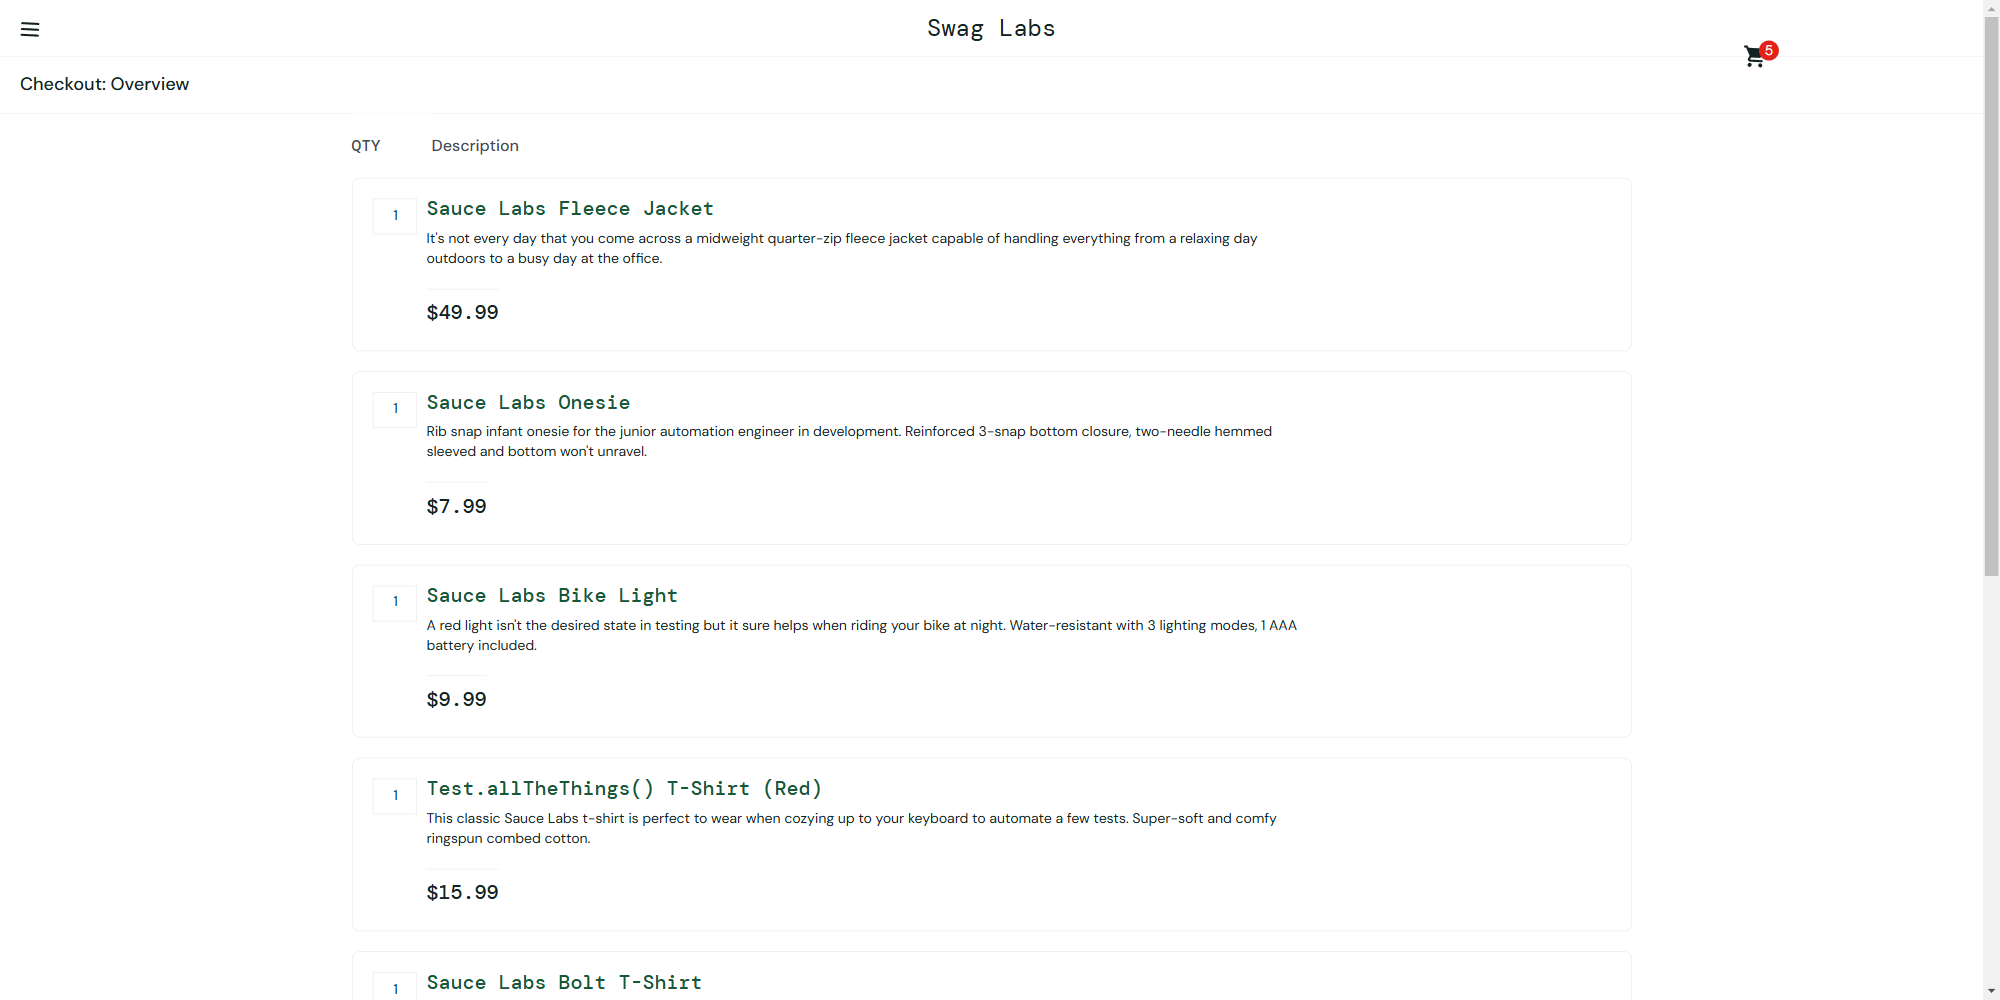 Swag Labs
5
Checkout: Overview
QTY
Description
1
Sauce Labs Fleece Jacket
It's not every day that you come across a midweight quarter-zip fleece jacket capable of handling everything from a relaxing day
outdoors to a busy day at the office.
$49.99
1
Sauce Labs Onesie
Rib snap infant onesie for the junior automation engineer in development. Reinforced 3-snap bottom closure, two-needle hemmed
sleeved and bottom won't unravel.
$7.99
1
Sauce Labs Bike Light
A red light isn't the desired state in testing but it sure helps when riding your bike at night. Water-resistant with 3 lighting modes, 1 AAA
battery included.
$9.99
1
Test.allTheThings() T-Shirt (Red)
This classic Sauce Labs t-shirt is perfect to wear when cozying up to your keyboard to automate a few tests. Super-soft and comfy
ringspun combed cotton.
$15.99
1
Sauce Labs Bolt T-Shirt